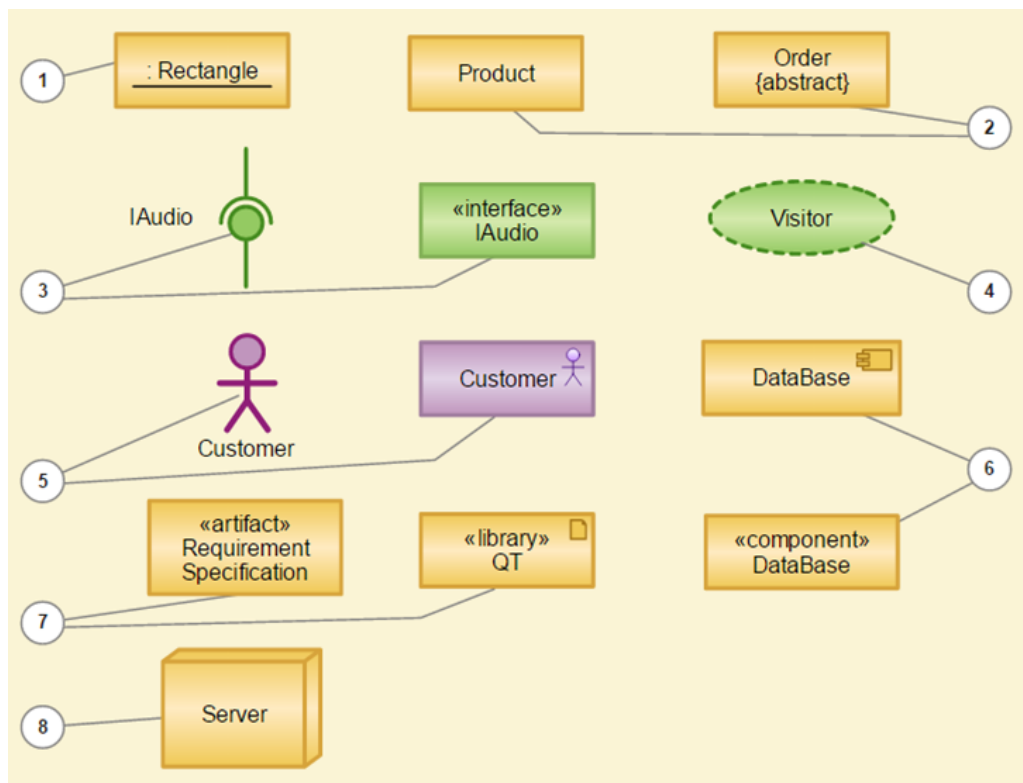 1
: Rectangle
Product
Order
{abstract}
2
IAudio
«interface»
IAudio
Visitor
3
4
Customer
Customer
DataBase
5
6
«artifact»
Requirement
Specification
«library»
QT
«component»
DataBase
7
Server
8